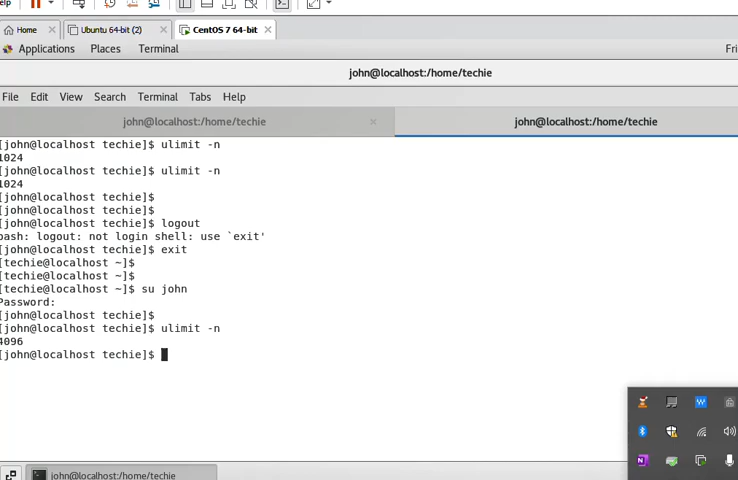 elp
Home × Ubuntu 64-bit (2) × CentOS 7 64-bit ×
Applications Places Terminal Fri
john@localhost:/home/techie
File Edit View Search Terminal Tabs Help
john@localhost:/home/techie × john@localhost:/home/techie
[john@localhost techie]$ ulimit -n
1024
[john@localhost techie]$ ulimit -n
1024
[john@localhost techie]$
[john@localhost techie]$
[john@localhost techie]$ logout
bash: logout: not login shell: use `exit'
[john@localhost techie]$ exit
[techie@localhost ~]$
[techie@localhost ~]$
[techie@localhost ~]$ su john
Password:
[john@localhost techie]$
[john@localhost techie]$ ulimit -n
4096
[john@localhost techie]$
john@localhost:/home/techie